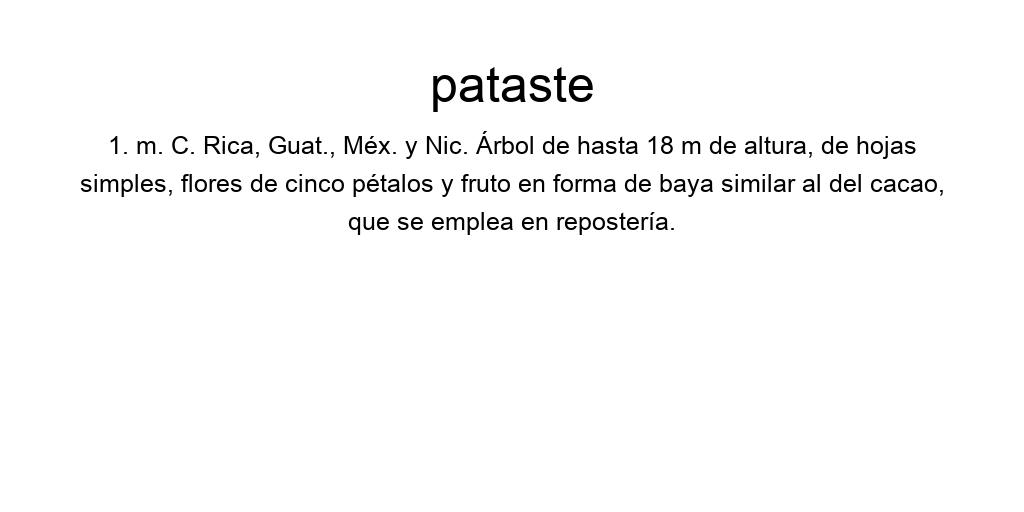 pataste
1. m. C. Rica, Guat., Méx. y Nic. Árbol de hasta 18 m de altura, de hojas
simples, flores de cinco pétalos y fruto en forma de baya similar al del cacao,
que se emplea en repostería.